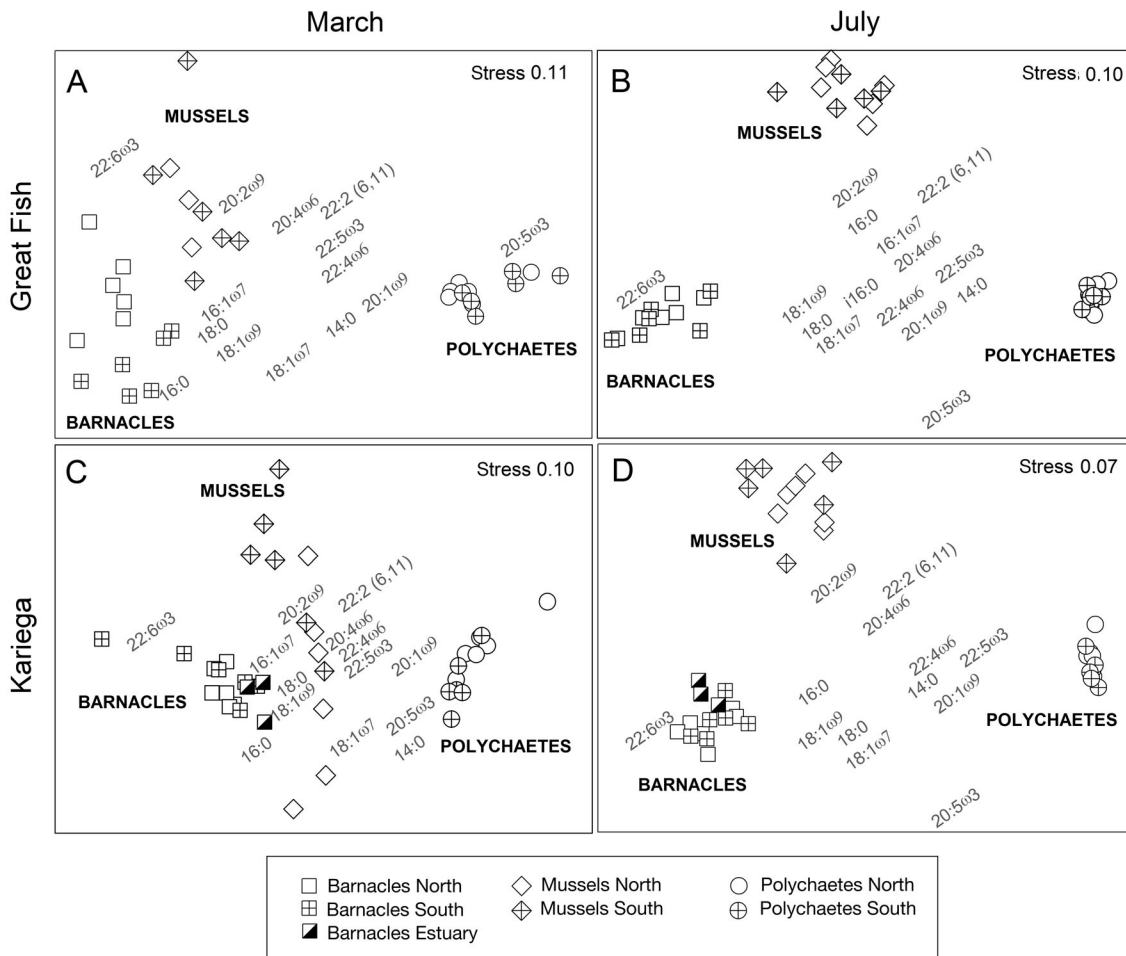 March
July
Great Fish
A
Stress 0.11
MUSSELS
22:6ω3
20:2ω9
20:4ω6
22:2 (6,11)
22:5ω3
22:4ω6
20:5ω3
16:1ω7
18:0
18:1ω9
18:1ω7
14:0
20:1ω9
16:0
POLYCHAETES
BARNACLES
B
Stress 0.10
MUSSELS
20:2ω9
22:2 (6,11)
16:0
16:1ω7
20:4ω6
22:5ω3
22:6ω3
18:1ω9
i16:0
22:4ω6
14:0
18:0
18:1ω7
20:1ω9
POLYCHAETES
BARNACLES
20:5ω3
Kariega
C
Stress 0.10
MUSSELS
22:6ω3
20:2ω9
22:2 (6,11)
16:1ω7
20:4ω6
22:4ω6
22:5ω3
20:1ω9
18:0
18:1ω9
BARNACLES
16:0
18:1ω7
20:5ω3
14:0
POLYCHAETES
D
Stress 0.07
MUSSELS
20:2ω9
22:2 (6,11)
20:4ω6
22:4ω6
22:5ω3
14:0
20:1ω9
16:0
22:6ω3
18:1ω9
18:0
18:1ω7
POLYCHAETES
BARNACLES
20:5ω3
Barnacles North
Mussels North
Polychaetes North
Barnacles South
Mussels South
Polychaetes South
Barnacles Estuary